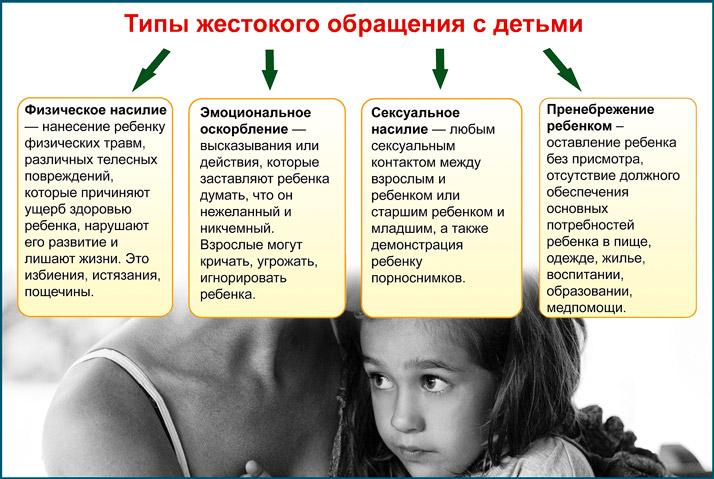 Типы жестокого обращения с детьми
Физическое насилие
— нанесение ребенку
физических травм,
различных телесных
повреждений,
которые причиняют
ущерб здоровью
ребенка, нарушают
его развитие и
лишают жизни. Это
избиения, истязания,
пощечины.
Эмоциональное
оскорбление —
высказывания или
действия, которые
заставляют ребенка
думать, что он
нежеланный и
никчемный.
Взрослые могут
кричать, угрожать,
игнорировать
ребенка.
Сексуальное
насилие — любым
сексуальным
контактом между
взрослым и
ребенком или
старшим ребенком и
младшим, а также
демонстрация
ребенку
порноснимков.
Пренебрежение
ребенком –
оставление ребенка
без присмотра,
отсутствие должного
обеспечения
основных
потребностей
ребенка в пище,
одежде, жилье,
воспитании,
образовании,
медпомощи.